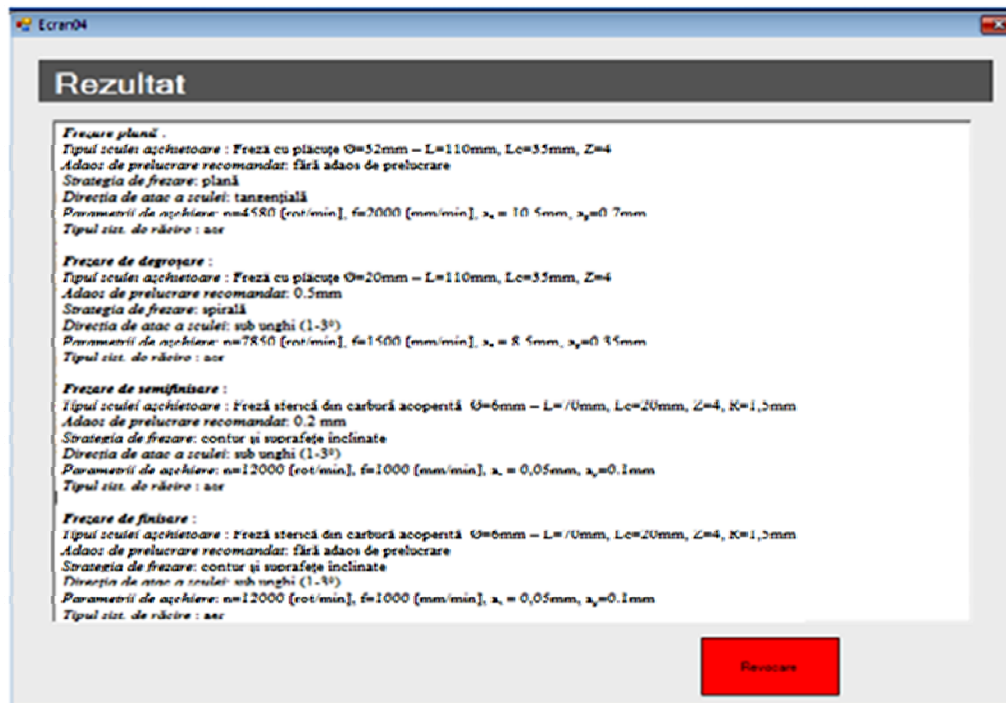 Ecran04
Rezultat
Frezare plană :
Tipul sculei așchietoare : Freză cu plăcuțe Ø=52mm – L=110mm, Lc=35mm, Z=4
Adaos de prelucrare recomandat: fără adaos de prelucrare
Strategia de frezare: plană
Direcția de atac a sculei: tangențială
Parametrii de așchiere: n=4580 [rot/min], f=2000 [mm/min], aₑ = 10.5mm, aₚ=0.7mm
Tipul sist. de răcire : aer
Frezare de degroșare :
Tipul sculei așchietoare : Freză cu plăcuțe Ø=20mm – L=110mm, Lc=35mm, Z=4
Adaos de prelucrare recomandat: 0.5mm
Strategia de frezare: spirală
Direcția de atac a sculei: sub unghi (1-3º)
Parametrii de așchiere: n=7850 [rot/min], f=1500 [mm/min], aₑ = 8.5mm, aₚ=0.35mm
Tipul sist. de răcire : aer
Frezare de semifinisare :
Tipul sculei așchietoare : Freză sferică din carbură acoperită Ø=6mm – L=70mm, Lc=20mm, Z=4, R=1,5mm
Adaos de prelucrare recomandat: 0.2 mm
Strategia de frezare: contur și suprafețe înclinate
Direcția de atac a sculei: sub unghi (1-3º)
Parametrii de așchiere: n=12000 [rot/min], f=1000 [mm/min], aₑ = 0,05mm, aₚ=0.1mm
Tipul sist. de răcire : aer
Frezare de finisare :
Tipul sculei așchietoare : Freză sferică din carbură acoperită Ø=6mm – L=70mm, Lc=20mm, Z=4, R=1,5mm
Adaos de prelucrare recomandat: fără adaos de prelucrare
Strategia de frezare: contur și suprafețe înclinate
Direcția de atac a sculei: sub unghi (1-3º)
Parametrii de așchiere: n=12000 [rot/min], f=1000 [mm/min], aₑ = 0,05mm, aₚ=0.1mm
Tipul sist. de răcire : aer
Revocare